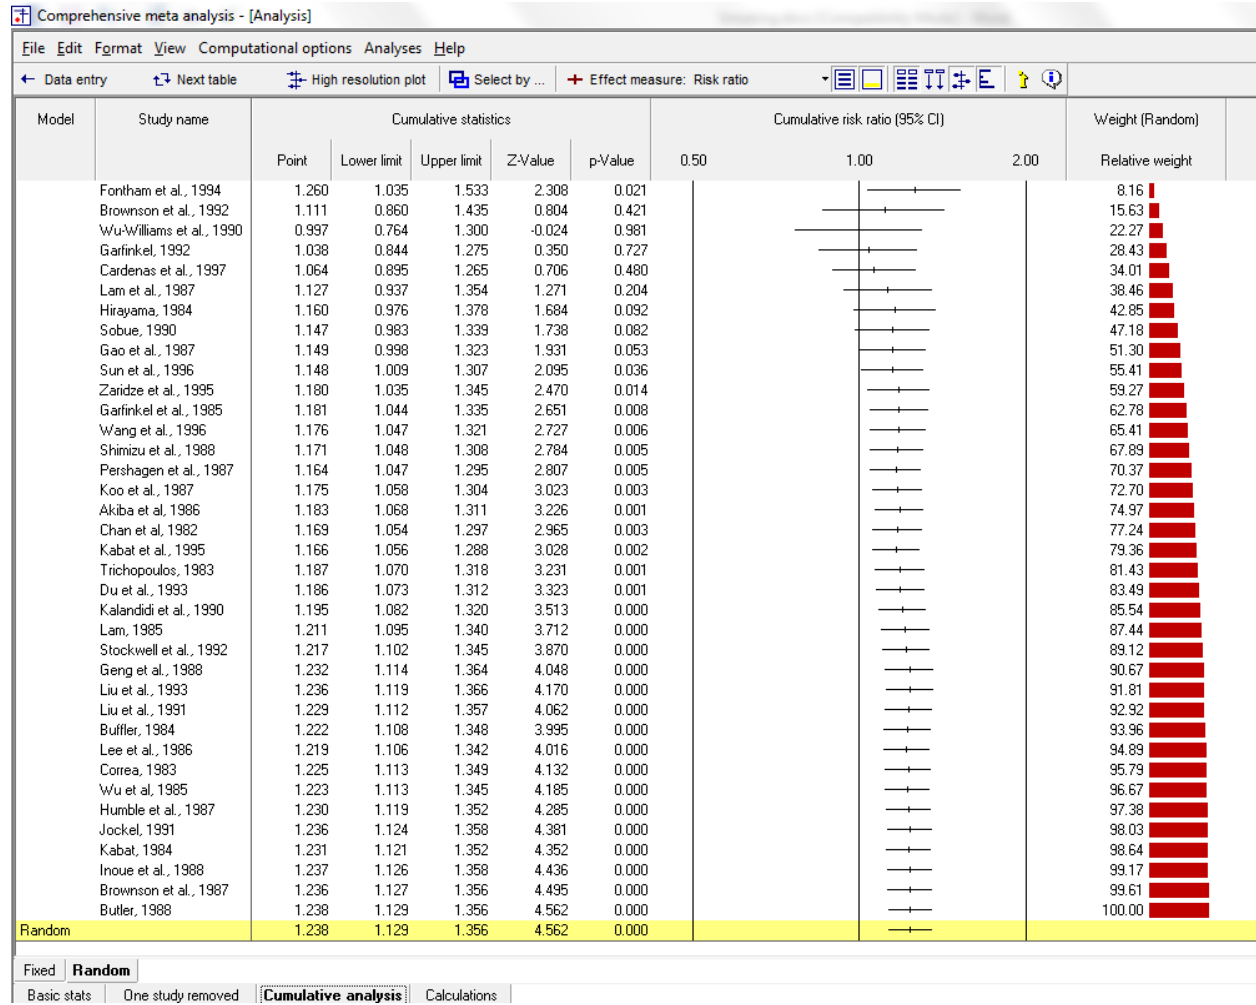 Comprehensive meta analysis - [Analysis]
File Edit Format View Computational options Analyses Help
← Data entry Next table High resolution plot Select by ... Effect measure: Risk ratio
Model Study name Cumulative statistics Cumulative risk ratio (95% CI) Weight (Random)
Point Lower limit Upper limit Z-Value p-Value 0.50 1.00 2.00 Relative weight
Fontham et al., 1994 1.260 1.035 1.533 2.308 0.021 8.16
Brownson et al., 1992 1.111 0.860 1.435 0.804 0.421 15.63
Wu-Williams et al., 1990 0.997 0.764 1.300 -0.024 0.981 22.27
Garfinkel, 1992 1.038 0.844 1.275 0.350 0.727 28.43
Cardenas et al., 1997 1.064 0.895 1.265 0.706 0.480 34.01
Lam et al., 1987 1.127 0.937 1.354 1.271 0.204 38.46
Hirayama, 1984 1.160 0.976 1.378 1.684 0.092 42.85
Sobue, 1990 1.147 0.983 1.339 1.738 0.082 47.18
Gao et al., 1987 1.149 0.998 1.323 1.931 0.053 51.30
Sun et al., 1996 1.148 1.009 1.307 2.095 0.036 55.41
Zaridze et al., 1995 1.180 1.035 1.345 2.470 0.014 59.27
Garfinkel et al., 1985 1.181 1.044 1.335 2.651 0.008 62.78
Wang et al., 1996 1.176 1.047 1.321 2.727 0.006 65.41
Shimizu et al., 1988 1.171 1.048 1.308 2.784 0.005 67.89
Pershagen et al., 1987 1.164 1.047 1.295 2.807 0.005 70.37
Koo et al., 1987 1.175 1.058 1.304 3.023 0.003 72.70
Akiba et al., 1986 1.183 1.068 1.311 3.226 0.001 74.97
Chan et al, 1982 1.169 1.054 1.297 2.965 0.003 77.24
Kabat et al., 1995 1.166 1.056 1.288 3.028 0.002 79.36
Trichopoulos, 1983 1.187 1.070 1.318 3.231 0.001 81.43
Du et al., 1993 1.186 1.073 1.312 3.323 0.001 83.49
Kalandidi et al., 1990 1.195 1.082 1.320 3.513 0.000 85.54
Lam, 1985 1.211 1.095 1.340 3.712 0.000 87.44
Stockwell et al., 1992 1.217 1.102 1.345 3.870 0.000 89.12
Geng et al., 1988 1.232 1.114 1.364 4.048 0.000 90.67
Liu et al., 1993 1.236 1.119 1.366 4.170 0.000 91.81
Liu et al., 1991 1.229 1.112 1.357 4.062 0.000 92.92
Buffler, 1984 1.222 1.108 1.348 3.995 0.000 93.96
Lee et al., 1986 1.219 1.106 1.342 4.016 0.000 94.89
Correa, 1983 1.225 1.113 1.349 4.132 0.000 95.79
Wu et al, 1985 1.223 1.113 1.345 4.185 0.000 96.67
Humble et al., 1987 1.230 1.119 1.352 4.285 0.000 97.38
Jockel, 1991 1.236 1.124 1.358 4.381 0.000 98.03
Kabat, 1984 1.231 1.121 1.352 4.352 0.000 98.64
Inoue et al., 1988 1.237 1.126 1.358 4.436 0.000 99.17
Brownson et al., 1987 1.236 1.127 1.356 4.495 0.000 99.61
Butler, 1988 1.238 1.129 1.356 4.562 0.000 100.00
Random 1.238 1.129 1.356 4.562 0.000
Fixed Random
Basic stats One study removed Cumulative analysis Calculations